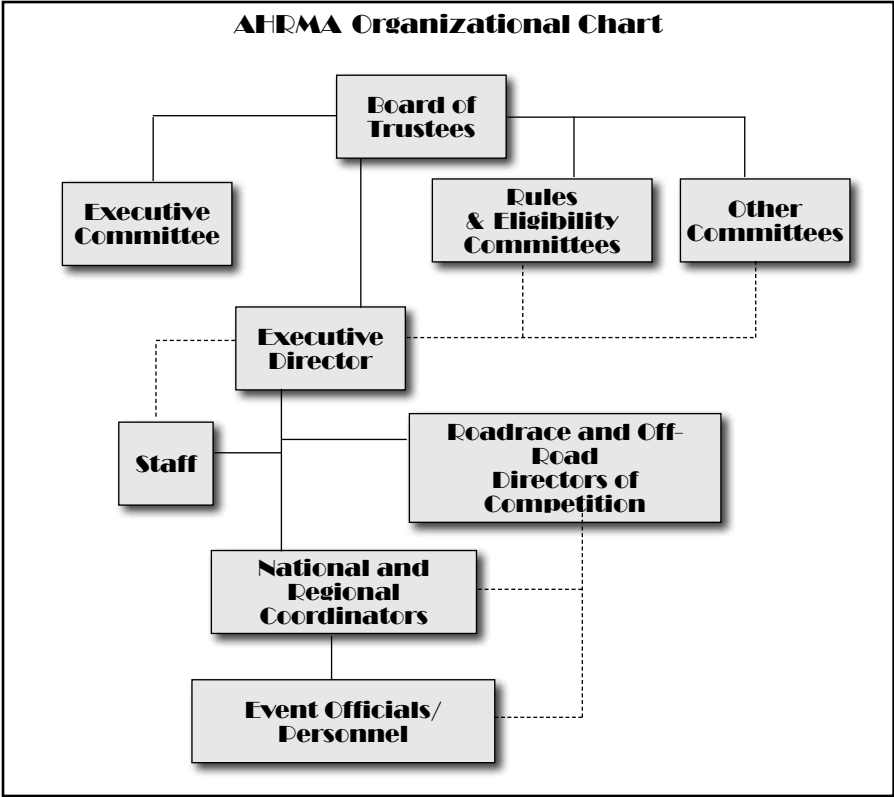 AHRMA Organizational Chart
Board of
Trustees
Executive
Committee
Rules
& Eligibility
Committees
Other
Committees
Executive
Director
Staff
Roadrace and Off-
Road
Directors of
Competition
National and
Regional
Coordinators
Event Officials/
Personnel